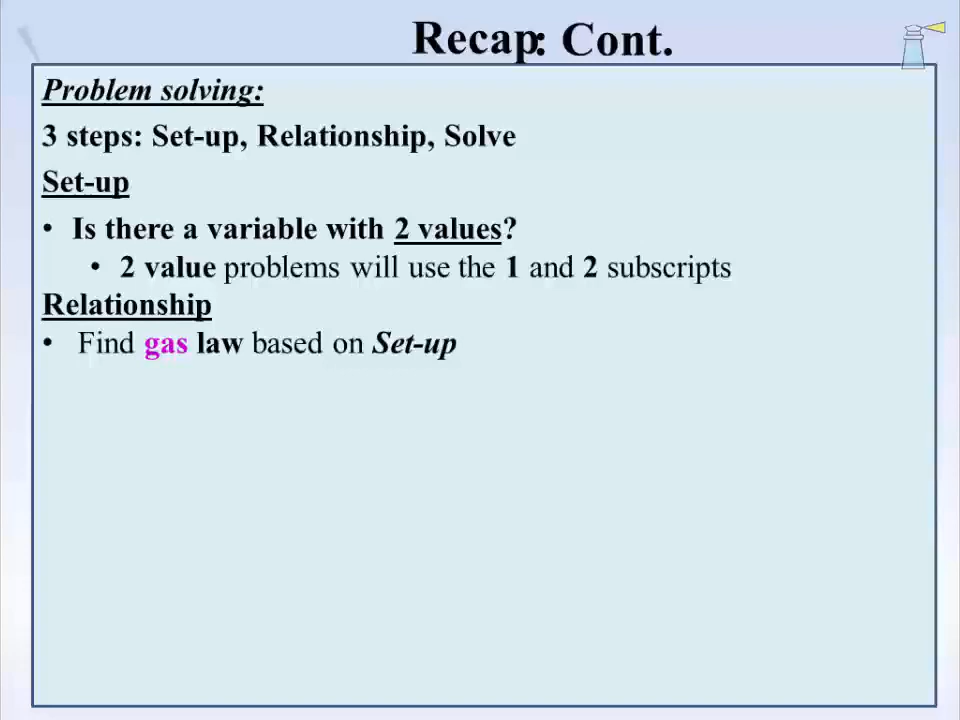 Recap: Cont.
Problem solving:
3 steps: Set-up, Relationship, Solve
Set-up
• Is there a variable with 2 values?
• 2 value problems will use the 1 and 2 subscripts
Relationship
• Find gas law based on Set-up